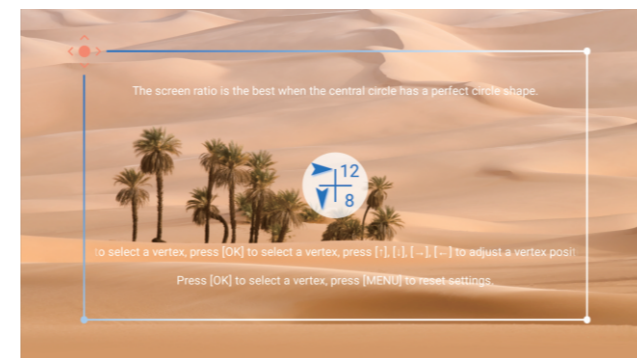 The screen ratio is the best when the central circle has a perfect circle shape.
12
8
to select a vertex, press [OK] to select a vertex, press [↑], [↓], [→], [←] to adjust a vertex posit
Press [OK] to select a vertex, press [MENU] to reset settings.